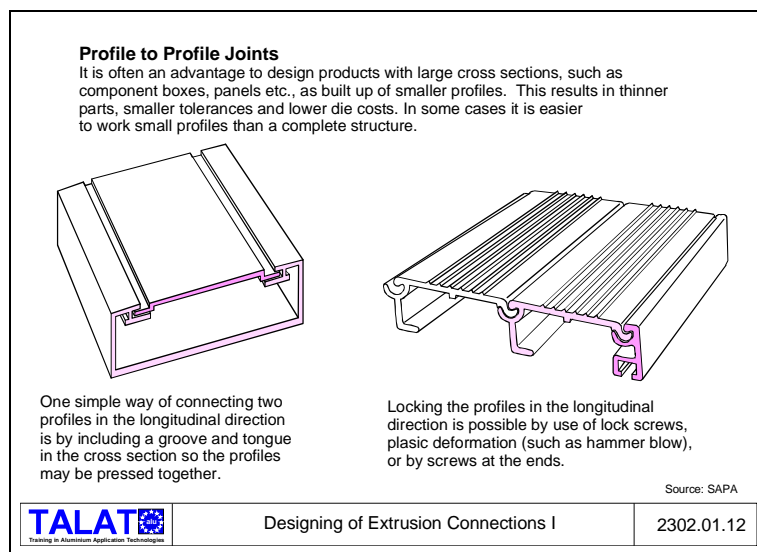 Profile to Profile Joints
It is often an advantage to design products with large cross sections, such as
component boxes, panels etc., as built up of smaller profiles. This results in thinner
parts, smaller tolerances and lower die costs. In some cases it is easier
to work small profiles than a complete structure.
One simple way of connecting two
profiles in the longitudinal direction
is by including a groove and tongue
in the cross section so the profiles
may be pressed together.
Locking the profiles in the longitudinal
direction is possible by use of lock screws,
plasic deformation (such as hammer blow),
or by screws at the ends.
Source: SAPA
TALAT
alu
Training in Aluminium Application Technologies
Designing of Extrusion Connections I
2302.01.12